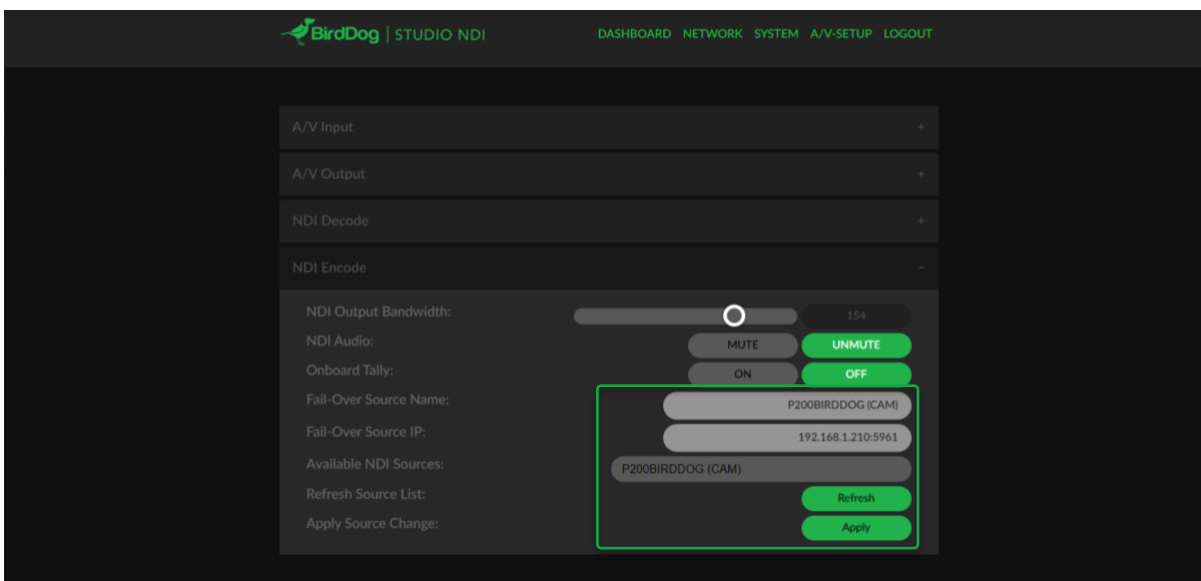 BirdDog | STUDIO NDI
DASHBOARD NETWORK SYSTEM A/V-SETUP LOGOUT
A/V Input +
A/V Output +
NDI Decode +
NDI Encode -
NDI Output Bandwidth: 154
NDI Audio: MUTE UNMUTE
Onboard Tally: ON OFF
Fail-Over Source Name: P200BIRDDOG (CAM)
Fail-Over Source IP: 192.168.1.210:5961
Available NDI Sources: P200BIRDDOG (CAM)
Refresh Source List: Refresh
Apply Source Change: Apply